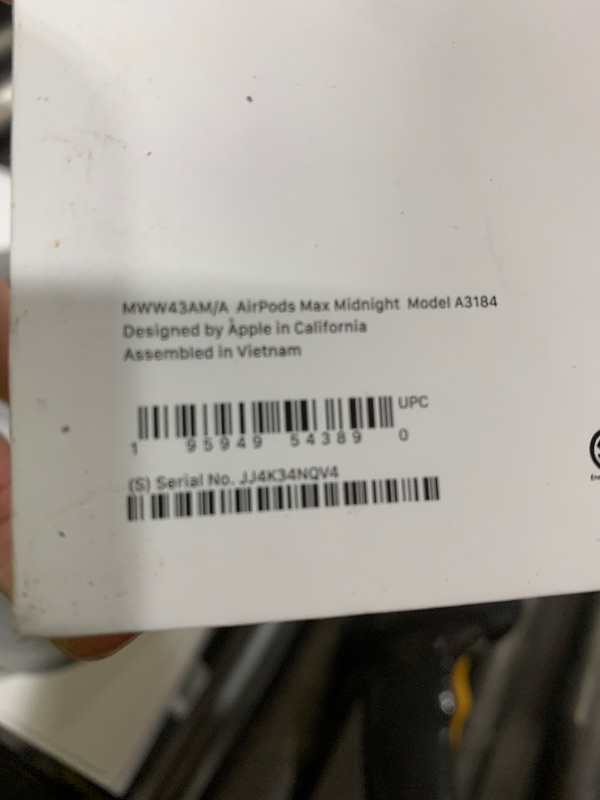 MWW43AM/A AirPods Max Midnight Model A3184
Designed by Apple in California
Assembled in Vietnam
UPC
1 95949 54389 0
(S) Serial No. JJ4K34NQV4